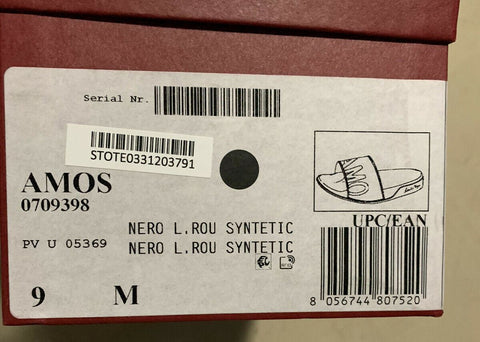 Serial Nr.
STOTE0331203791
AMOS
0709398
UPC/EAN
NERO L.ROU SYNTETIC
PV U 05369
NERO L.ROU SYNTETIC
9 M
8 056744 807520